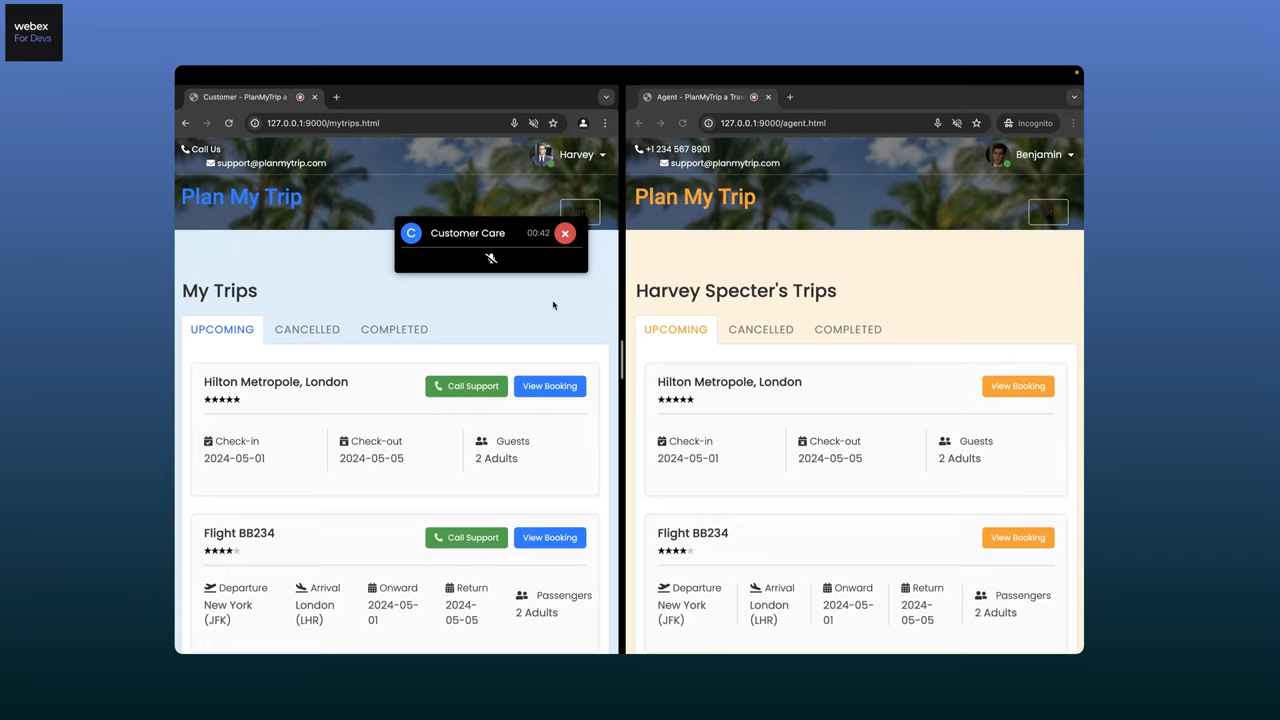 webex
For Devs
Customer - PlanMyTrip a
127.0.0.1:9000/mytrips.html
Call Us
support@planmytrip.com
Harvey
Plan My Trip
C Customer Care 00:42
My Trips
UPCOMING CANCELLED COMPLETED
Hilton Metropole, London
Call Support View Booking
★★★★★
Check-in Check-out Guests
2024-05-01 2024-05-05 2 Adults
Flight BB234
Call Support View Booking
★★★★★
Departure Arrival Onward Return Passengers
New York London 2024-05- 2024- 2 Adults
(JFK) (LHR) 01 05-05
Agent - PlanMyTrip a Trav
127.0.0.1:9000/agent.html
Incognito
+1 234 567 8901
support@planmytrip.com
Benjamin
Plan My Trip
Harvey Specter's Trips
UPCOMING CANCELLED COMPLETED
Hilton Metropole, London
View Booking
★★★★★
Check-in Check-out Guests
2024-05-01 2024-05-05 2 Adults
Flight BB234
View Booking
★★★★★
Departure Arrival Onward Return Passengers
New York London 2024-05- 2024- 2 Adults
(JFK) (LHR) 01 05-05